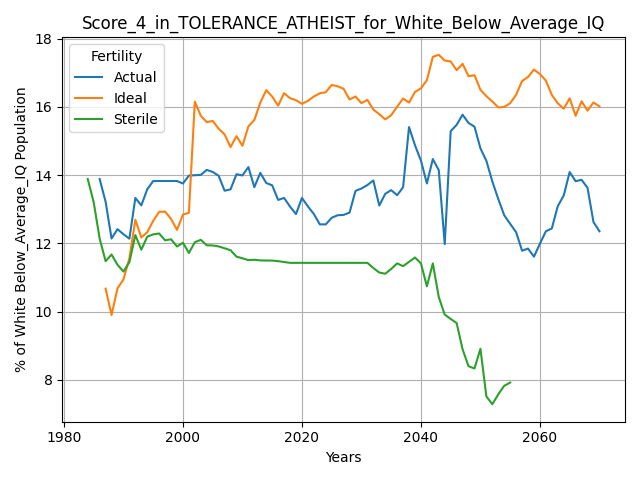 Score_4_in_TOLERANCE_ATHEIST_for_White_Below_Average_IQ
% of White Below_Average_IQ Population
18
16
14
12
10
8
Fertility
Actual
Ideal
Sterile
1980
2000
2020
2040
2060
Years